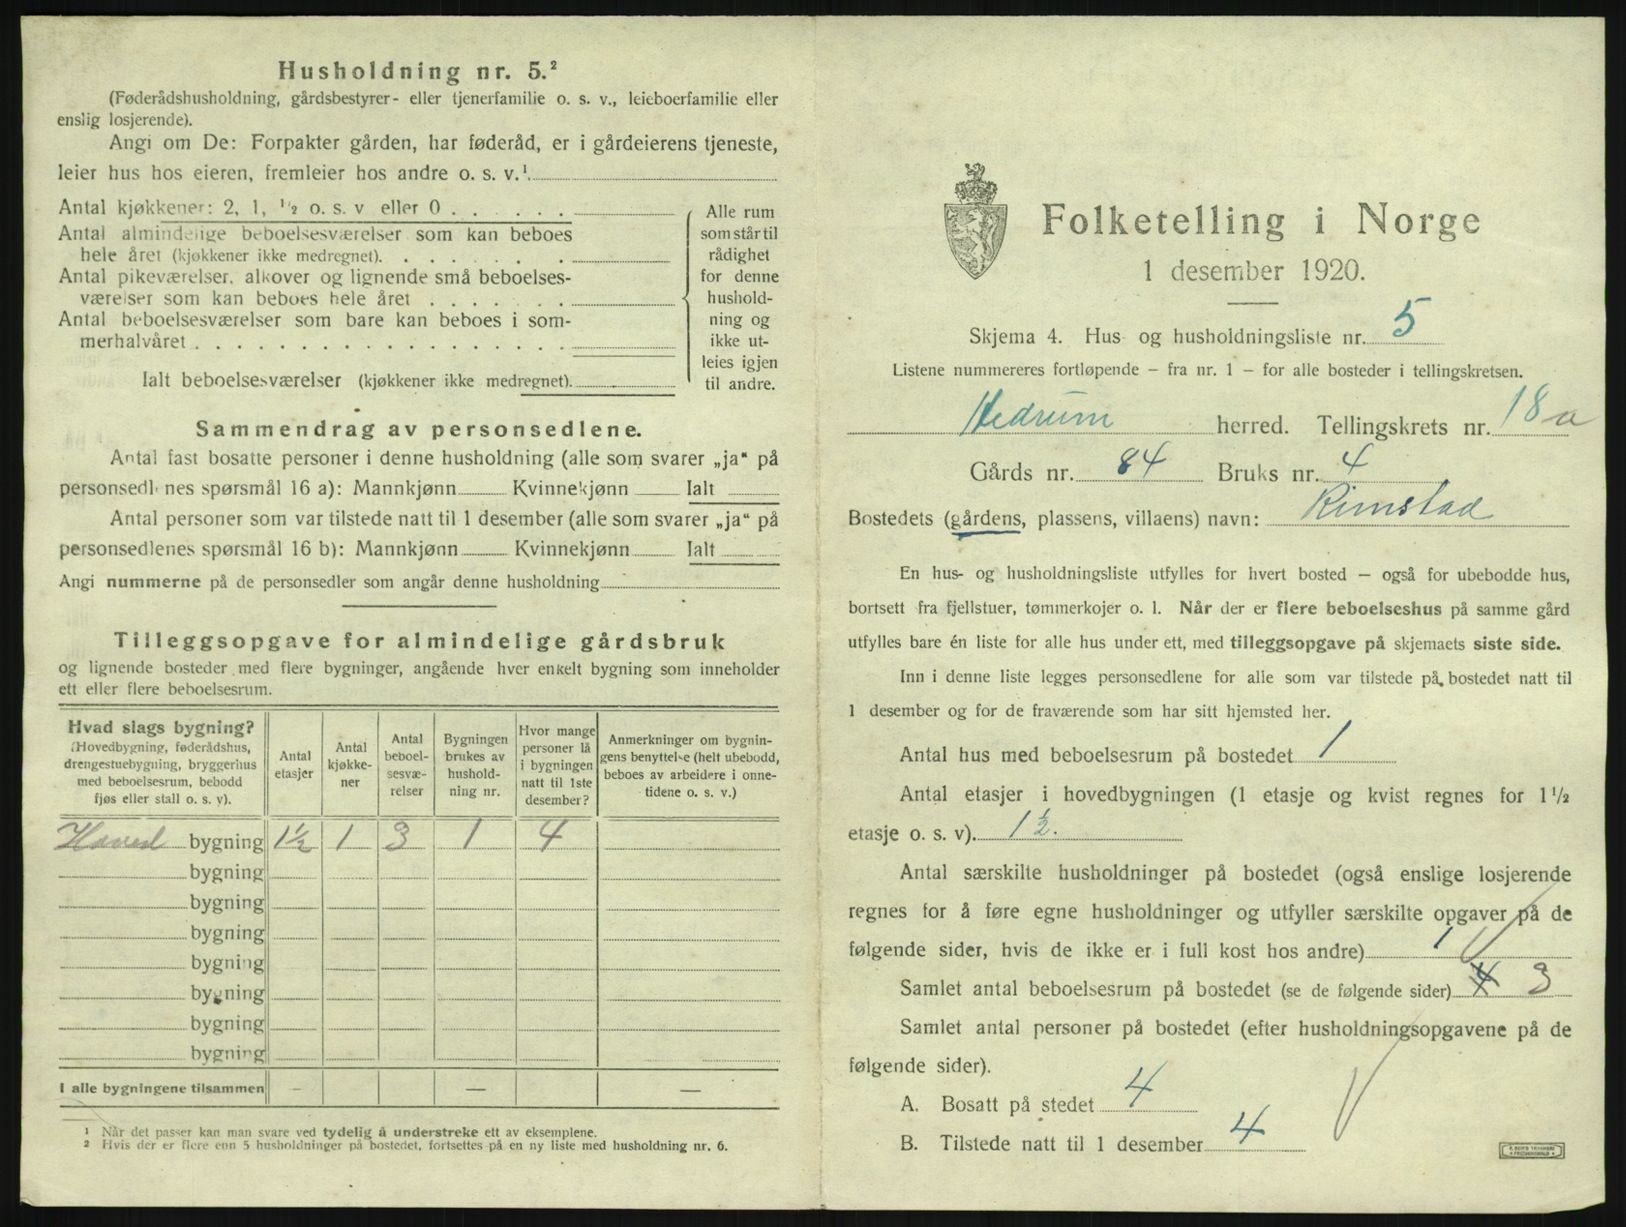 Husholdning nr. 5.²
(Føderådshusholdning, gårdsbestyrer- eller tjenerfamilie o. s. v., leieboerfamilie eller
enslig losjerende).
Angi om De: Forpakter gården, har føderåd, er i gårdeierens tjeneste,
leier hus hos eieren, fremleier hos andre o. s. v.¹
Antal kjøkkener: 2, 1, ¹/₂ o. s. v eller 0 . . . . . .
Antal almindelige beboelsesværelser som kan beboes
hele året (kjøkkener ikke medregnet). . . . . . . .
Antal pikeværelser, alkover og lignende små beboelses-
værelser som kan beboes hele året . . . . . . .
Antal beboelsesværelser som bare kan beboes i som-
merhalvåret . . . . . . . . . . . . . . . . .
Ialt beboelsesværelser (kjøkkener ikke medregnet).
Alle rum
som står til
rådighet
for denne
hushold-
ning og
ikke ut-
leies igjen
til andre.
Sammendrag av personsedlene.
Antal fast bosatte personer i denne husholdning (alle som svarer „ja“ på
personsedlenes spørsmål 16 a): Mannkjønn Kvinnekjønn Ialt
Antal personer som var tilstede natt til 1 desember (alle som svarer „ja“ på
personsedlenes spørsmål 16 b): Mannkjønn Kvinnekjønn Ialt
Angi nummerne på de personsedler som angår denne husholdning
Tilleggsopgave for almindelige gårdsbruk
og lignende bosteder med flere bygninger, angående hver enkelt bygning som inneholder
ett eller flere beboelsesrum.
Hvad slags bygning?
(Hovedbygning, føderådshus,
drengestuebygning, bryggerhus
med beboelsesrum, bebodd
fjøs eller stall o. s. v).
Antal
etasjer
Antal
kjøkke-
ner
Antal
beboel-
sesvæ-
relser
Bygningen
brukes av
hushold-
ning nr.
Hvor mange
personer lå
i bygningen
natt til 1ste
desember?
Anmerkninger om bygnin-
gens benyttelse (helt ubebodd,
beboes av arbeidere i onne-
tidene o. s. v.)
Hoved bygning 1½ 1 3 1 4
bygning
bygning
bygning
bygning
bygning
bygning
bygning
I alle bygningene tilsammen — — —
¹ Når det passer kan man svare ved tydelig å understreke ett av eksemplene.
² Hvis der er flere enn 5 husholdninger på bostedet, fortsettes på en ny liste med husholdning nr. 6.
Folketelling i Norge
1 desember 1920.
Skjema 4. Hus- og husholdningsliste nr. 5
Listene nummereres fortløpende — fra nr. 1 — for alle bosteder i tellingskretsen.
Hedrum herred. Tellingskrets nr. 18 a
Gårds nr. 84 Bruks nr. 4
Bostedets (gårdens, plassens, villaens) navn: Rimstad
En hus- og husholdningsliste utfylles for hvert bosted — også for ubebodde hus,
bortsett fra fjellstuer, tømmerkojer o. l. Når der er flere beboelseshus på samme gård
utfylles bare én liste for alle hus under ett, med tilleggsopgave på skjemaets siste side.
Inn i denne liste legges personsedlene for alle som var tilstede på bostedet natt til
1 desember og for de fraværende som har sitt hjemsted her.
Antal hus med beboelsesrum på bostedet 1
Antal etasjer i hovedbygningen (1 etasje og kvist regnes for 1¹/₂
etasje o. s. v). 1½.
Antal særskilte husholdninger på bostedet (også enslige losjerende
regnes for å føre egne husholdninger og utfyller særskilte opgaver på de
følgende sider, hvis de ikke er i full kost hos andre) 1
Samlet antal beboelsesrum på bostedet (se de følgende sider) 4 3
Samlet antal personer på bostedet (efter husholdningsopgavene på de
følgende sider).
A. Bosatt på stedet 4
B. Tilstede natt til 1 desember 4